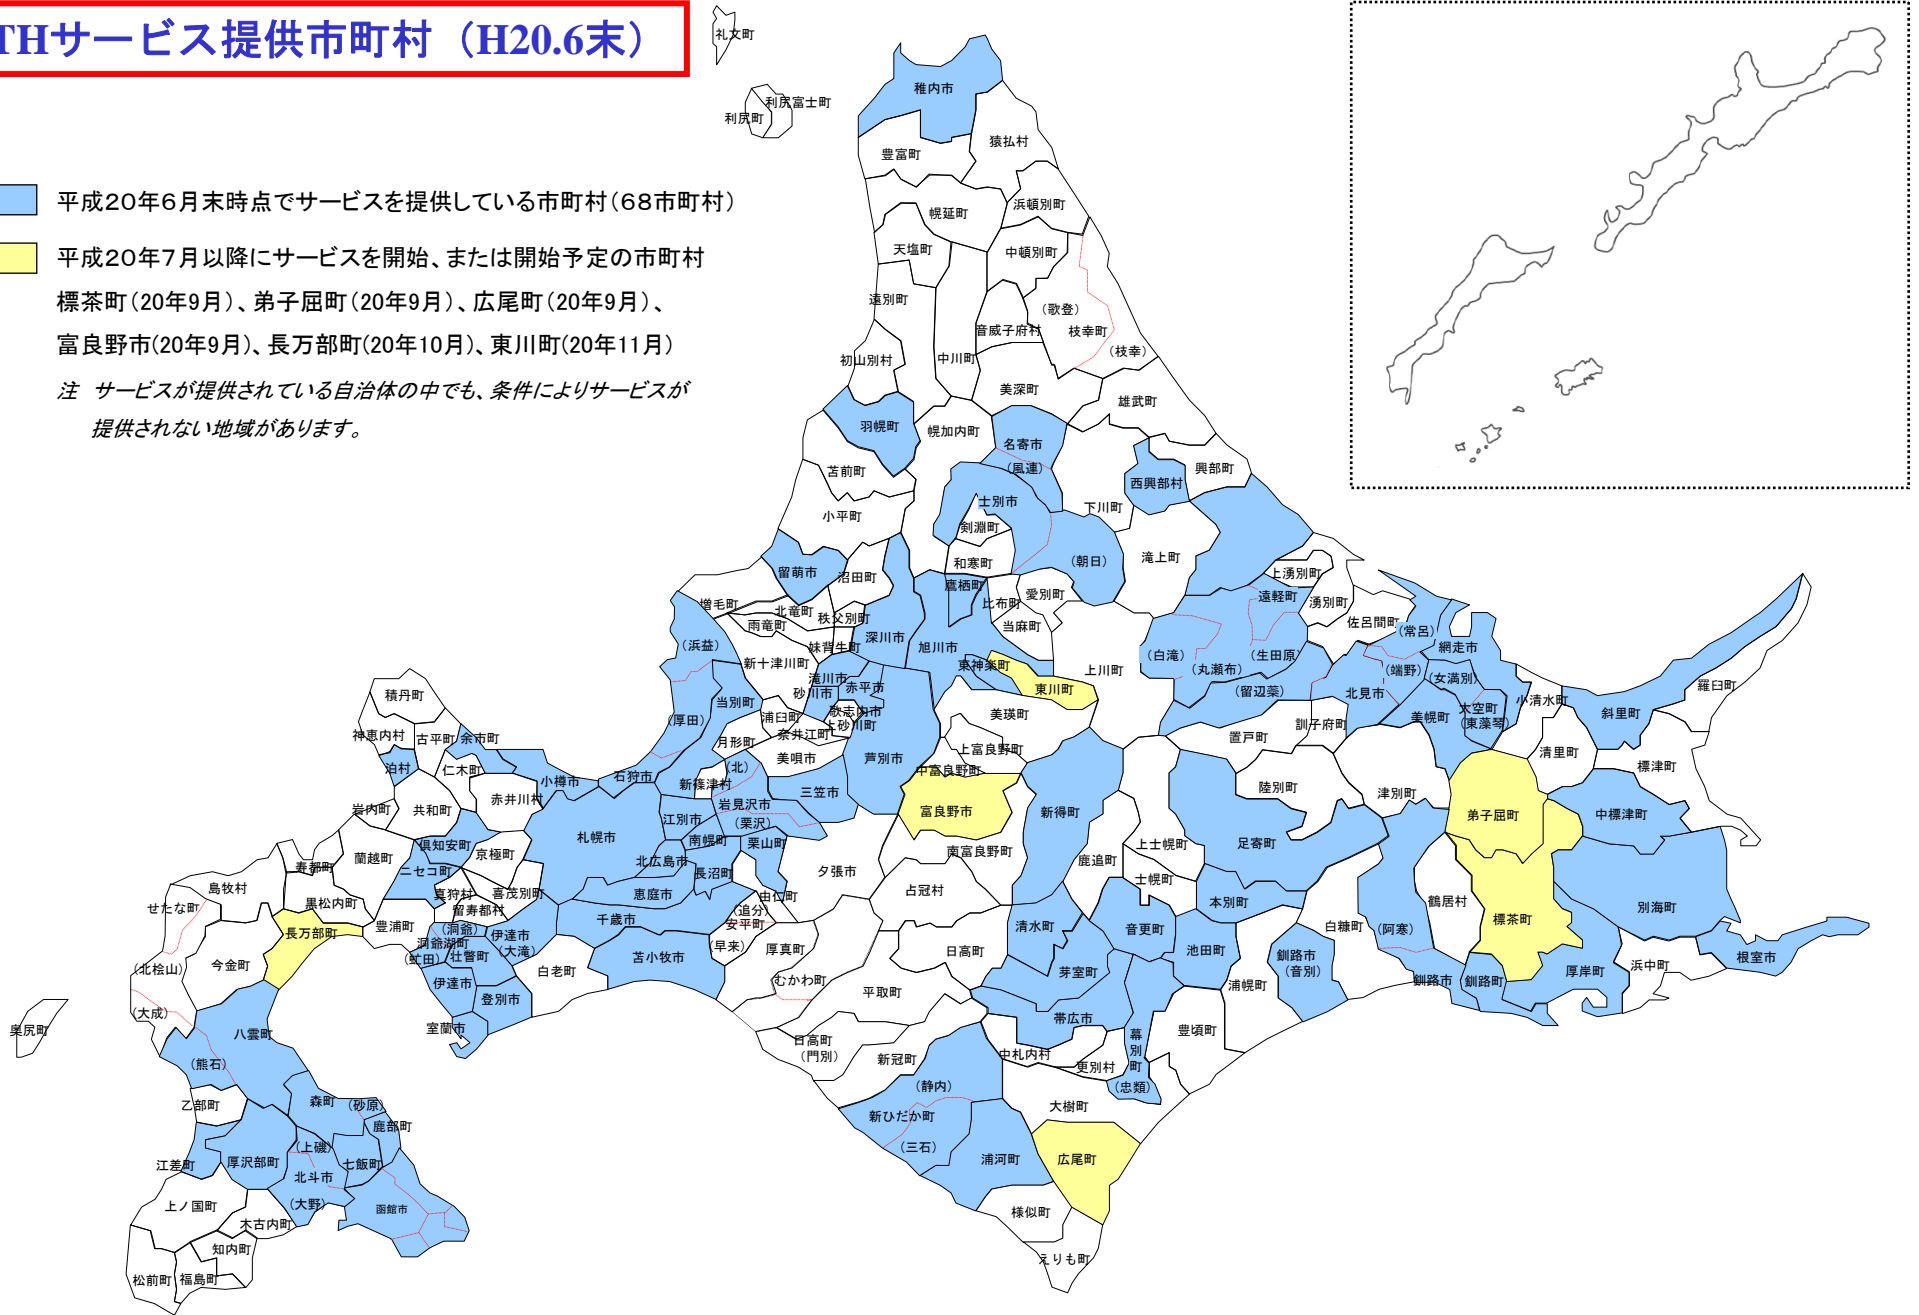 THサービス提供市町村（H20.6末）
平成20年6月末時点でサービスを提供している市町村(68市町村)
平成20年7月以降にサービスを開始、または開始予定の市町村
標茶町(20年9月)、弟子屈町(20年9月)、広尾町(20年9月)、
富良野市(20年9月)、長万部町(20年10月)、東川町(20年11月)
注 サービスが提供されている自治体の中でも、条件によりサービスが
提供されない地域があります。
礼文町
利尻富士町
利尻町
稚内市
猿払村
豊富町
浜頓別町
幌延町
天塩町
中頓別町
遠別町
(歌登)
枝幸町
音威子府村
(枝幸)
初山別村
中川町
美深町
雄武町
羽幌町
幌加内町
名寄市
(風連)
興部町
苫前町
西興部村
士別市
下川町
小平町
剣淵町
和寒町
(朝日)
滝上町
留萌市
沼田町
上湧別町
鷹栖町
愛別町
遠軽町
湧別町
増毛町
北竜町
比布町
秩父別町
雨竜町
当麻町
佐呂間町
(常呂)
深川市
妹背牛町
旭川市
網走市
(浜益)
新十津川町
東神楽町
上川町
(白滝)
(丸瀬布)
(生田原)
(端野)
(女満別)
滝川市
赤平市
東川町
(留辺蘂)
北見市
小清水町
羅臼町
積丹町
砂川市
当別町
歌志内市
大空町
(東藻琴)
斜里町
(厚田)
浦臼町
上砂川町
美瑛町
美幌町
訓子府町
神恵内村
古平町
余市町
月形町
奈井江町
置戸町
清里町
美唄市
芦別市
上富良野町
標津町
泊村
仁木町
小樽市
石狩市
新篠津村
(北)
中富良野町
陸別町
津別町
岩内町
共和町
赤井川村
三笠市
岩見沢市
(栗沢)
富良野市
新得町
弟子屈町
中標津町
江別市
札幌市
南幌町
栗山町
足寄町
倶知安町
京極町
上士幌町
蘭越町
ニセコ町
北広島市
長沼町
夕張市
南富良野町
鹿追町
寿都町
士幌町
島牧村
真狩村
喜茂別町
恵庭市
由仁町
占冠村
本別町
鶴居村
せたな町
黒松内町
留寿都村
(追分)
安平町
千歳市
別海町
長万部町
豊浦町
(洞爺)
洞爺湖町
(虻田)
伊達市
(大滝)
壮瞥町
(早来)
厚真町
清水町
音更町
池田町
白糠町
(阿寒)
標茶町
今金町
(北桧山)
白老町
苫小牧市
日高町
芽室町
釧路市
(音別)
浜中町
根室市
伊達市
登別市
むかわ町
平取町
浦幌町
釧路市
釧路町
厚岸町
(大成)
奥尻町
八雲町
室蘭市
帯広市
幕別町
豊頃町
日高町
(門別)
(熊石)
新冠町
中札内村
更別村
(忠類)
(静内)
乙部町
森町
(砂原)
新ひだか町
大樹町
鹿部町
(上磯)
(三石)
江差町
厚沢部町
七飯町
浦河町
広尾町
北斗市
(大野)
上ノ国町
函館市
様似町
木古内町
知内町
えりも町
松前町
福島町